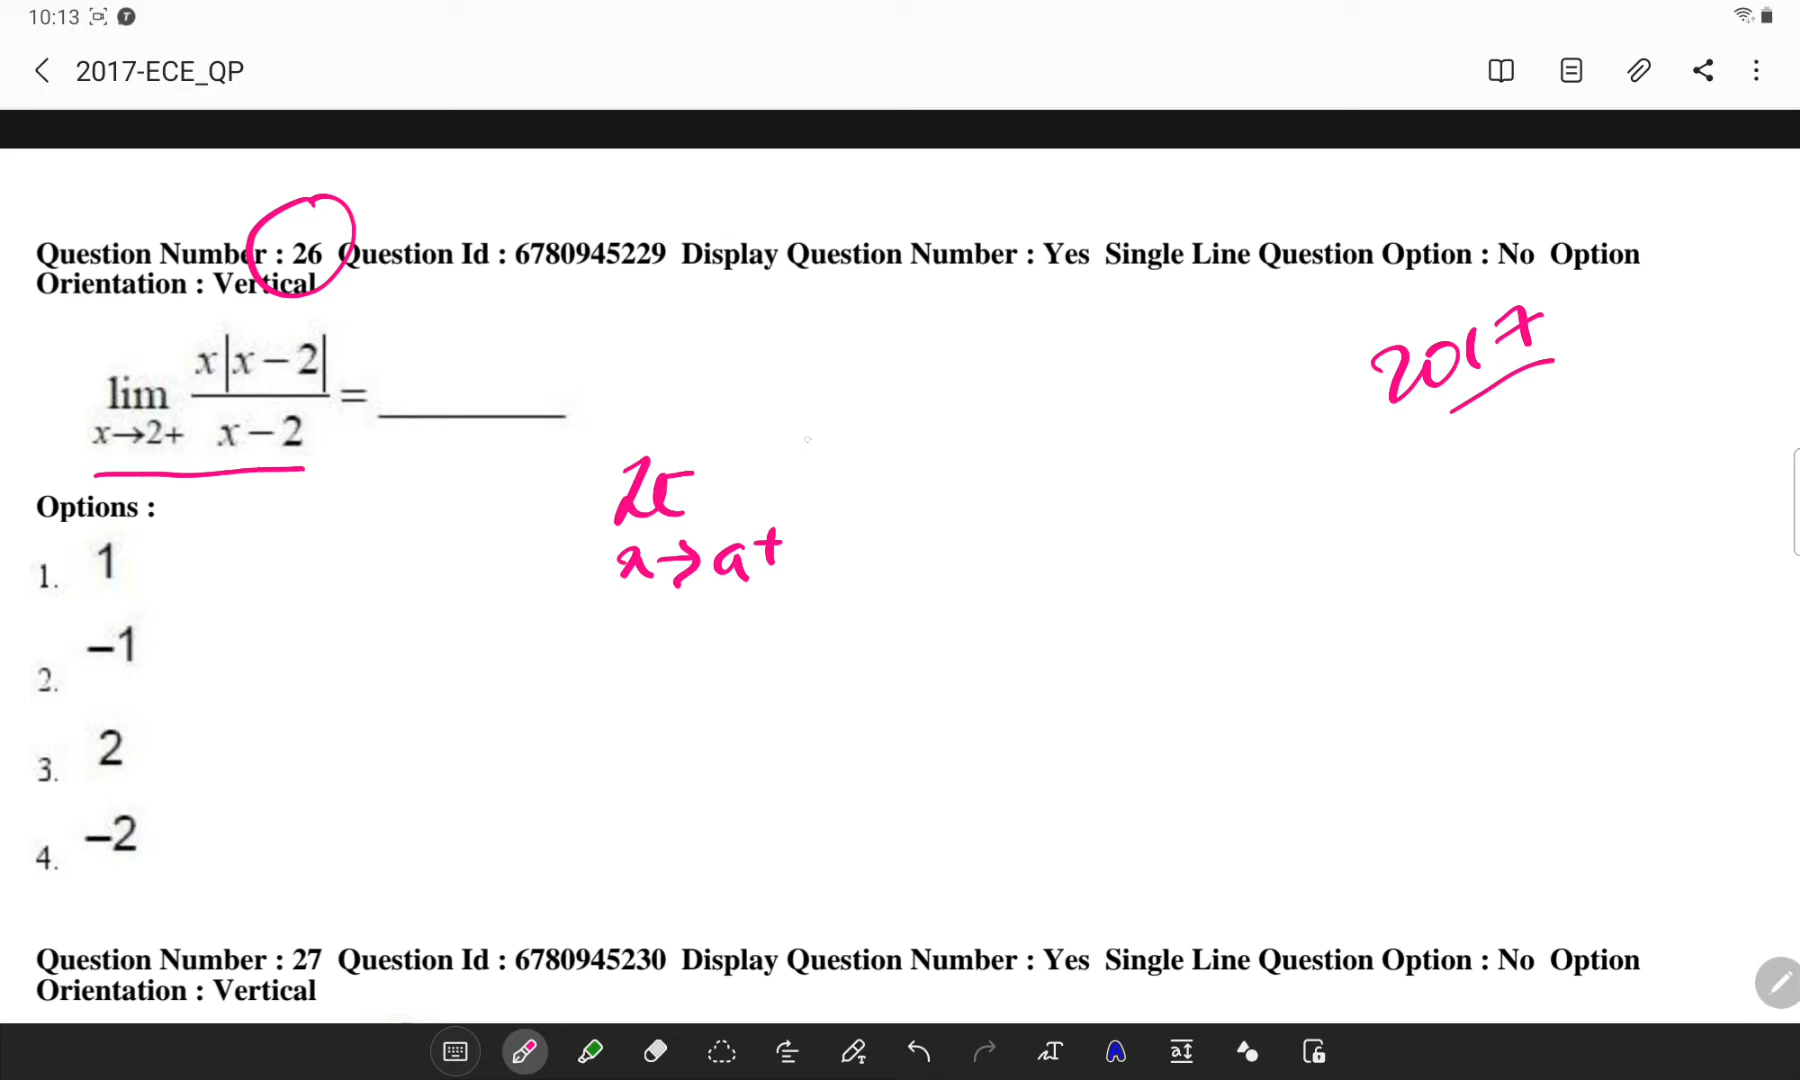 10:13
2017-ECE_QP
Question Number : 26 Question Id : 6780945229 Display Question Number : Yes Single Line Question Option : No Option
Orientation : Vertical
2017
lim x→2+ x|x−2| / x−2 = ________
x→a+
Options :
1. 1
2. −1
3. 2
4. −2
Question Number : 27 Question Id : 6780945230 Display Question Number : Yes Single Line Question Option : No Option
Orientation : Vertical